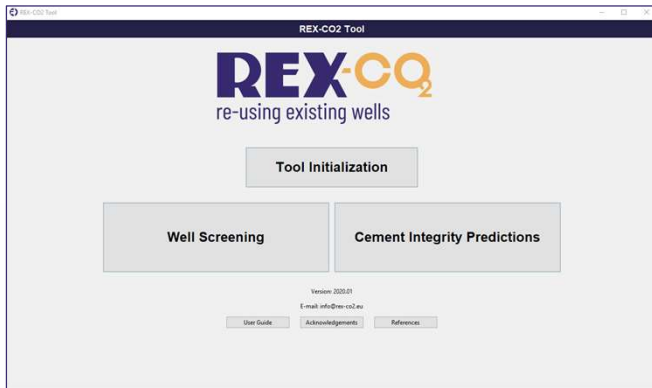 REX-CO2 Tool
REX-CO2 Tool
REX-CO2
re-using existing wells
Tool Initialization
Well Screening
Cement Integrity Predictions
Version: 2020.01
E-mail: info@rex-co2.eu
User Guide
Acknowledgements
References